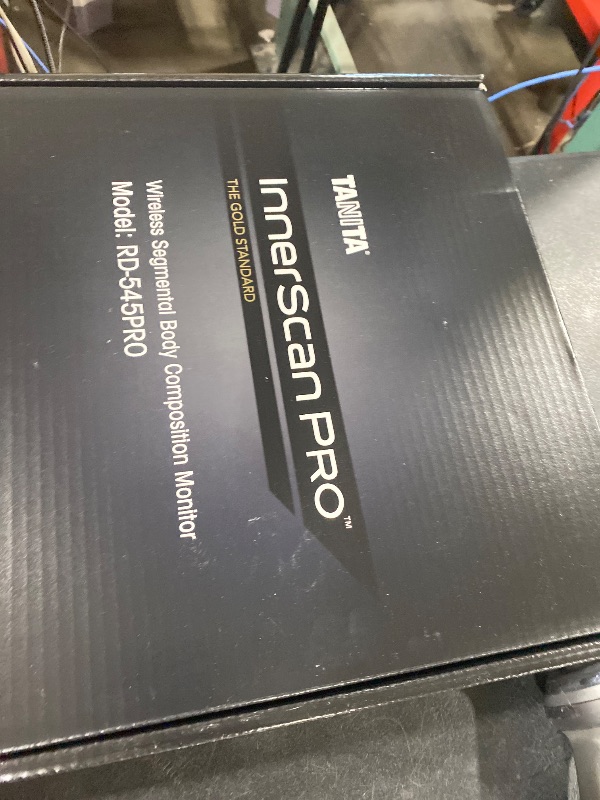 TANITA®
InnerScan PRO™
THE GOLD STANDARD
Wireless Segmental Body Composition Monitor
Model: RD-545PRO